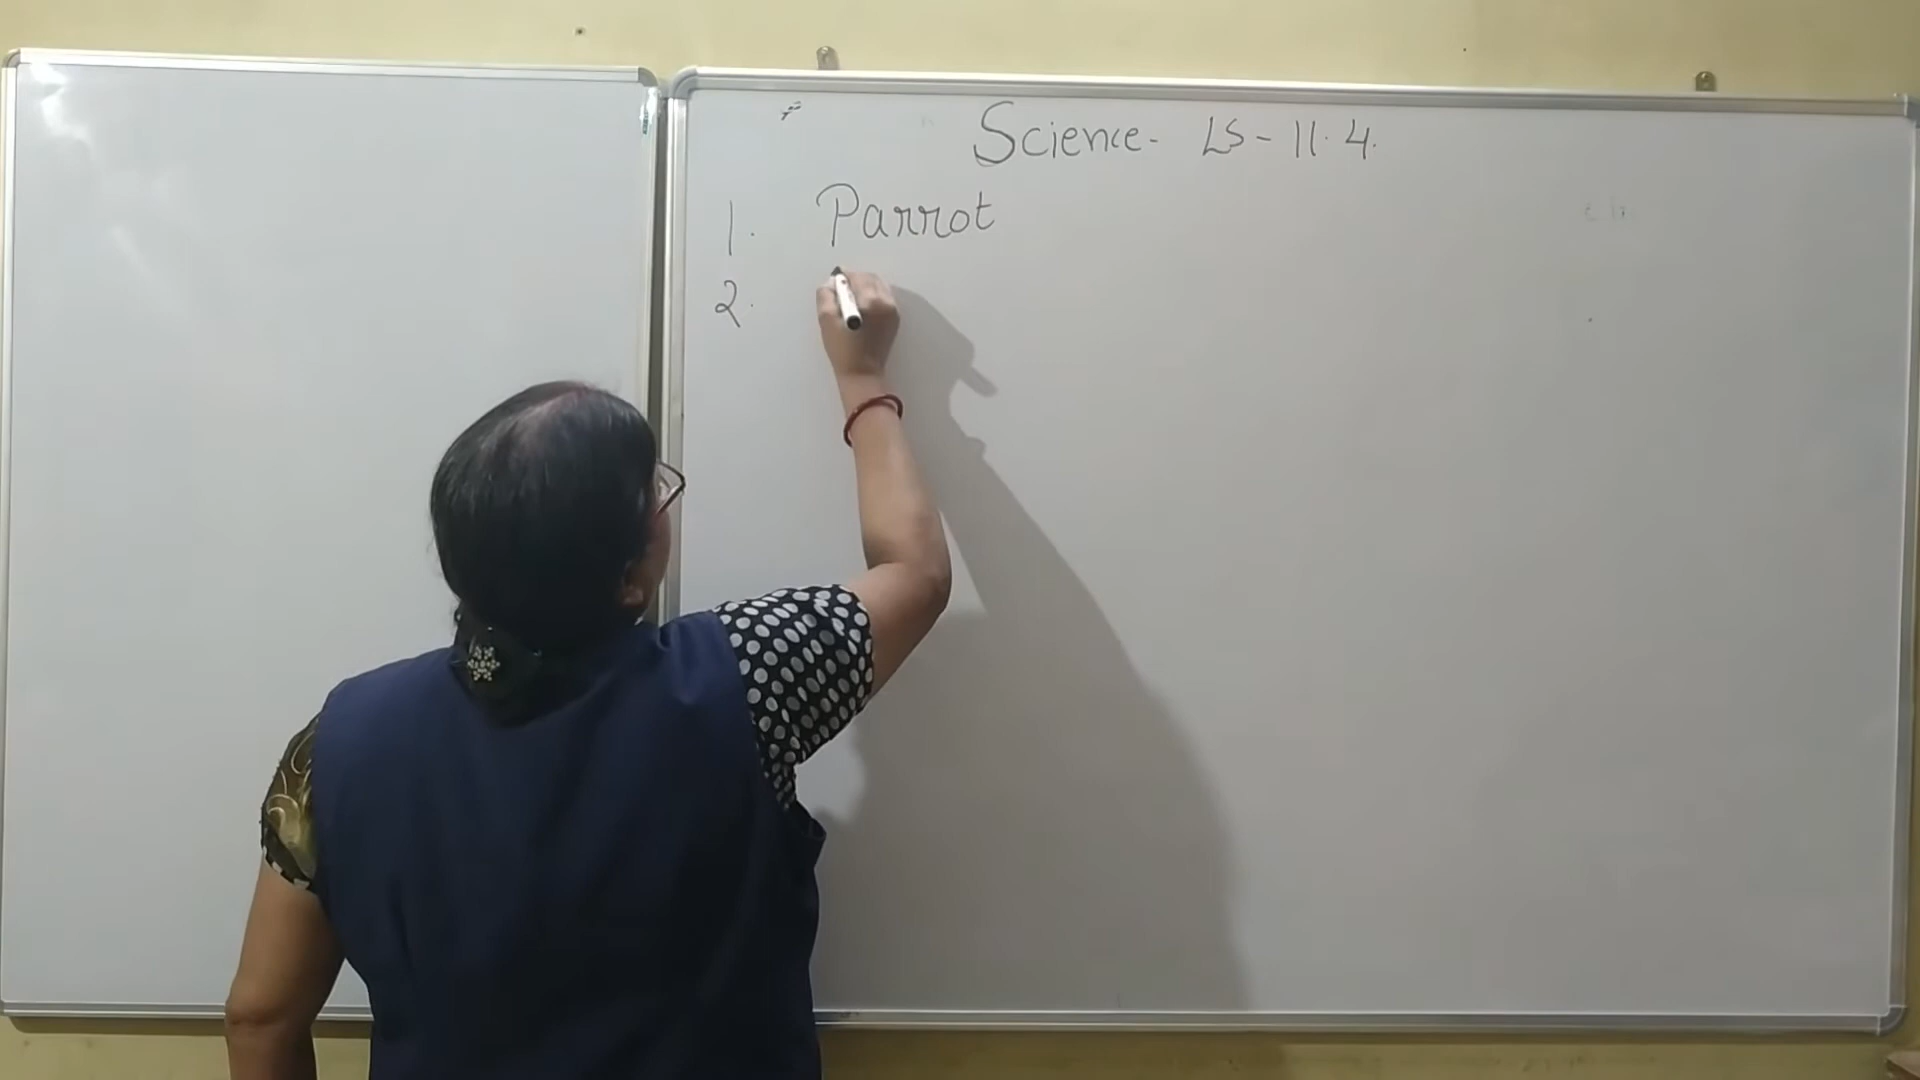 Science- LS - 11.4.
1. Parrot
2.